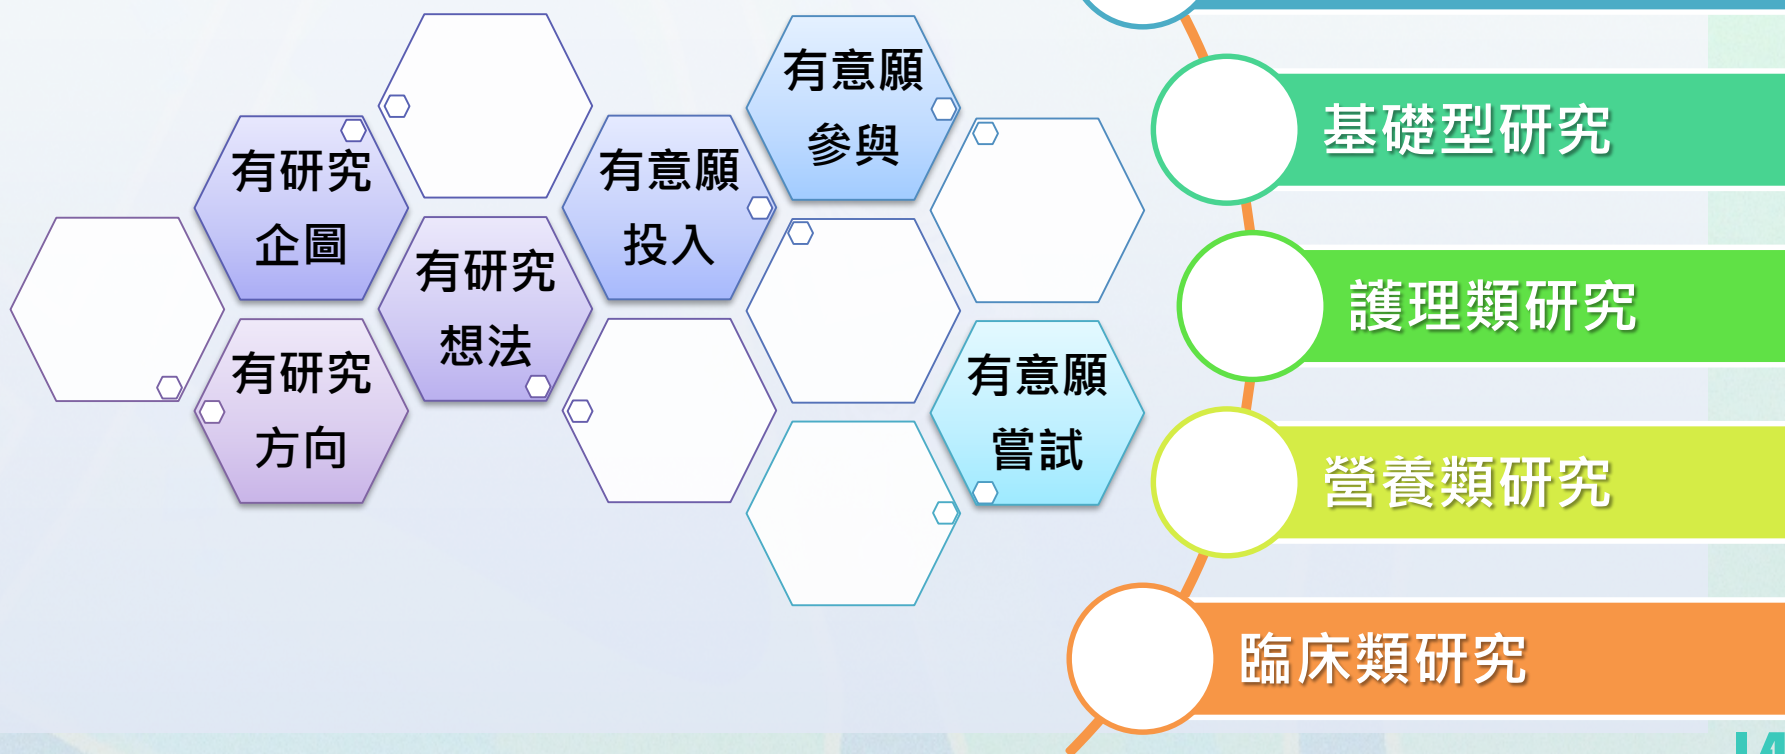 有研究
企圖
有研究
方向
有研究
想法
有意願
投入
有意願
參與
有意願
嘗試
基礎型研究
護理類研究
營養類研究
臨床類研究